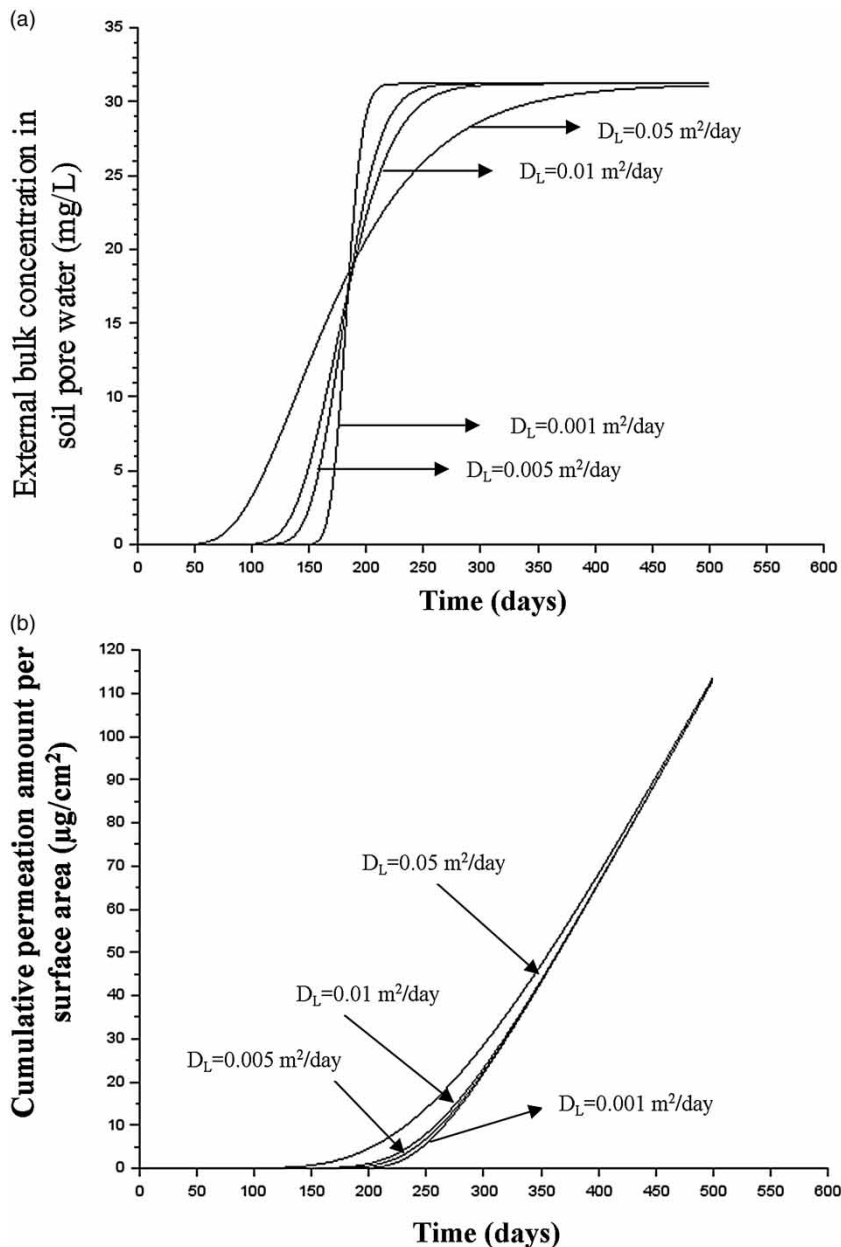 (a)
External bulk concentration in
soil pore water (mg/L)
35
30
25
20
15
10
5
0
D_L=0.05 m²/day
D_L=0.01 m²/day
D_L=0.001 m²/day
D_L=0.005 m²/day
0 50 100 150 200 250 300 350 400 450 500 550 600
Time (days)
(b)
Cumulative permeation amount per
surface area (µg/cm²)
120
110
100
90
80
70
60
50
40
30
20
10
0
D_L=0.05 m²/day
D_L=0.01 m²/day
D_L=0.005 m²/day
D_L=0.001 m²/day
0 50 100 150 200 250 300 350 400 450 500 550 600
Time (days)